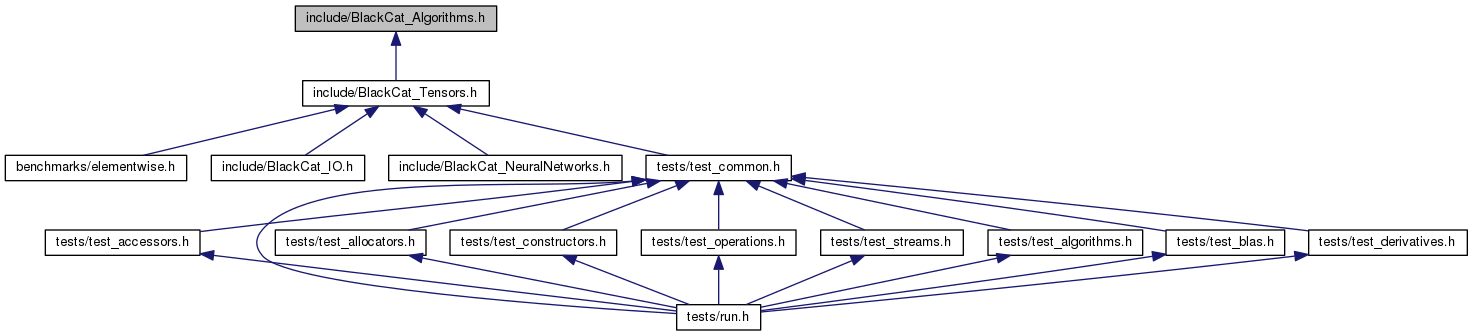 include/BlackCat_Algorithms.h
include/BlackCat_Tensors.h
benchmarks/elementwise.h
include/BlackCat_IO.h
include/BlackCat_NeuralNetworks.h
tests/test_common.h
tests/test_accessors.h
tests/test_allocators.h
tests/test_constructors.h
tests/test_operations.h
tests/test_streams.h
tests/test_algorithms.h
tests/test_blas.h
tests/test_derivatives.h
tests/run.h